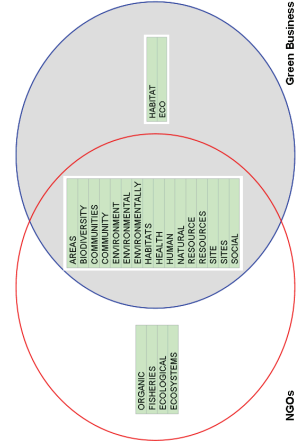 Green Business
HABITAT
ECO
AREAS
BIODIVERSITY
COMMUNITIES
COMMUNITY
ENVIRONMENT
ENVIRONMENTAL
ENVIRONMENTALLY
HABITATS
HEALTH
HUMAN
NATURAL
RESOURCE
RESOURCES
SITE
SITES
SOCIAL
ORGANIC
FISHERIES
ECOLOGICAL
ECOSYSTEMS
NGOs